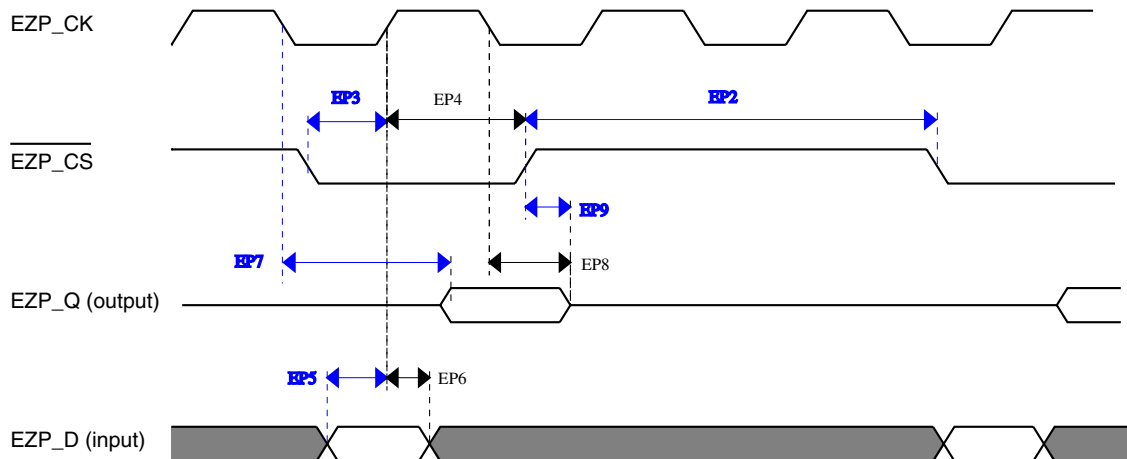 EZP_CK
EP3
EP4
EP2
EZP_CS
EP9
EP7
EP8
EZP_Q (output)
EP5
EP6
EZP_D (input)